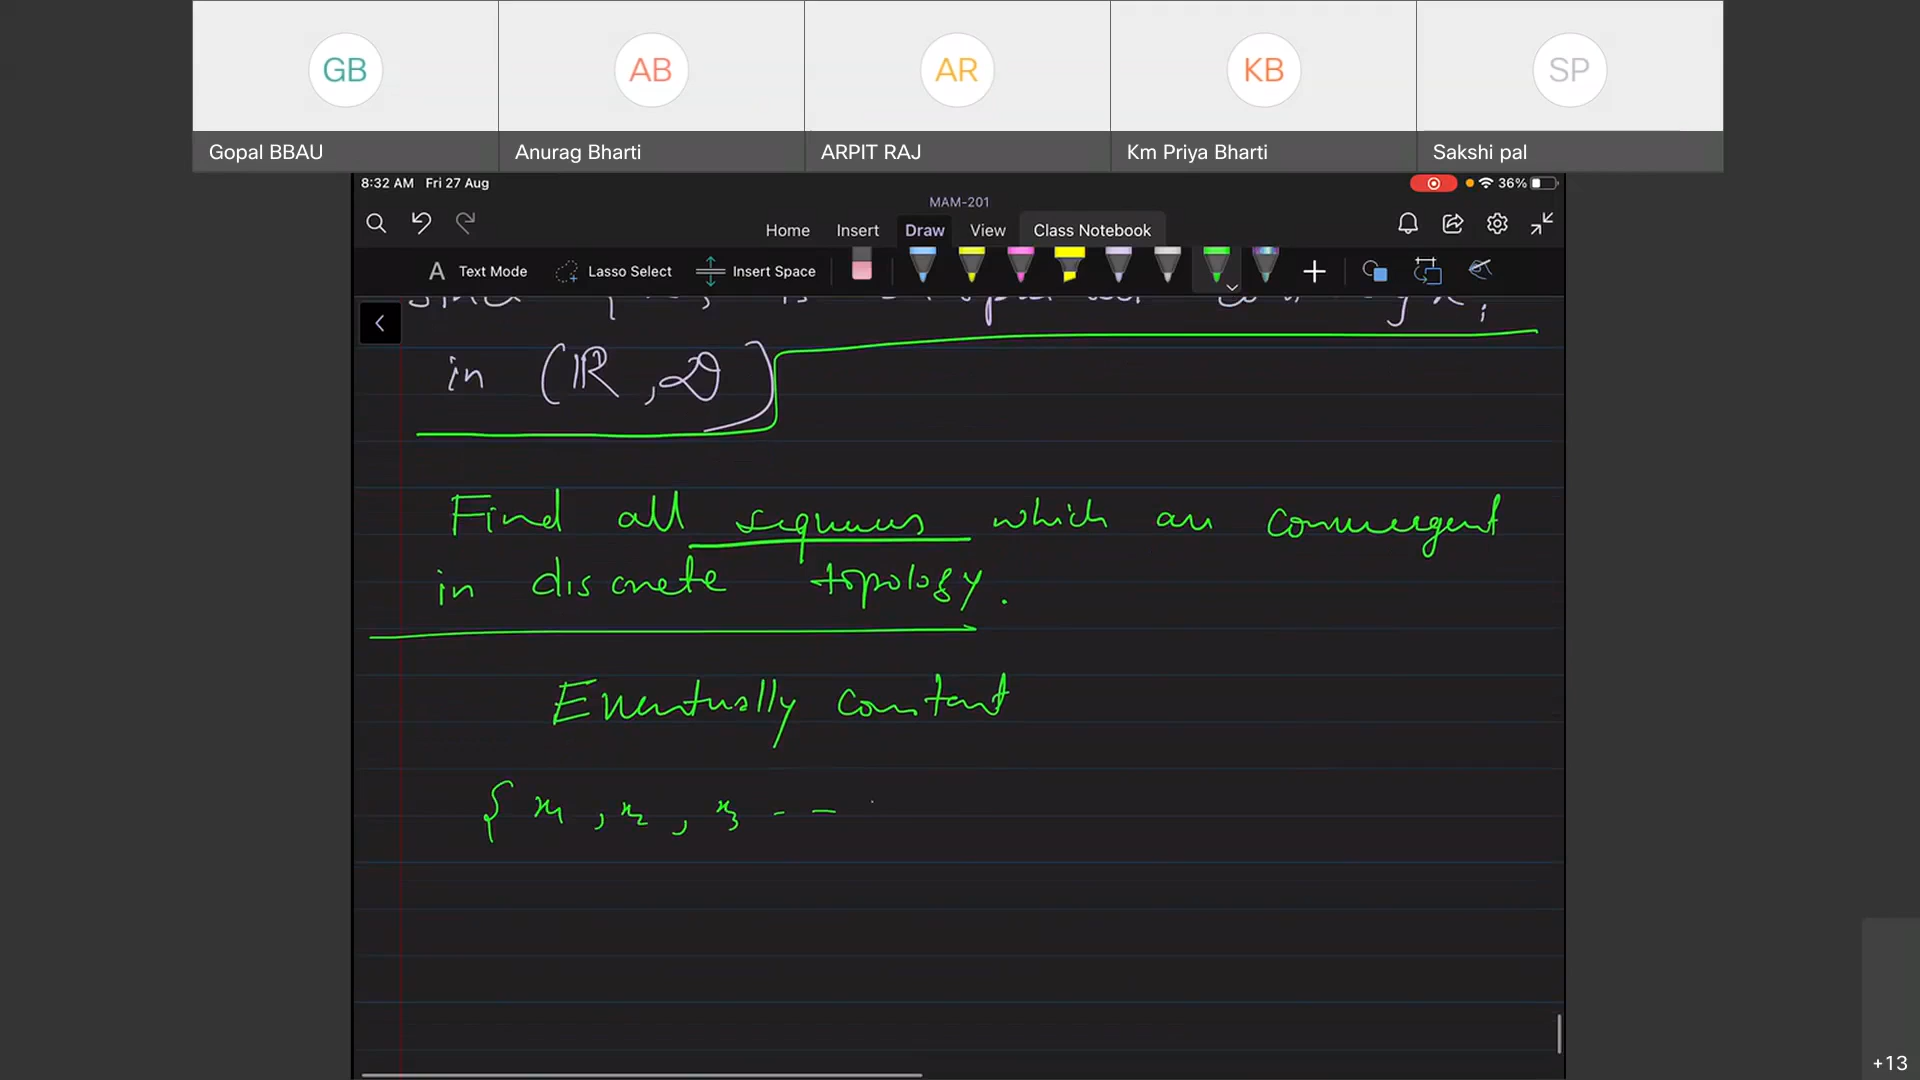 GB AB AR KB SP
Gopal BBAU Anurag Bharti ARPIT RAJ Km Priya Bharti Sakshi pal
8:32 AM Fri 27 Aug 36%
MAM-201
Home Insert Draw View Class Notebook
A Text Mode Lasso Select Insert Space
in (ℝ, 𝒟)
Find all which are convergent
in discrete topology.
Eventually constant
{ x1, x2, x3 - -
+13